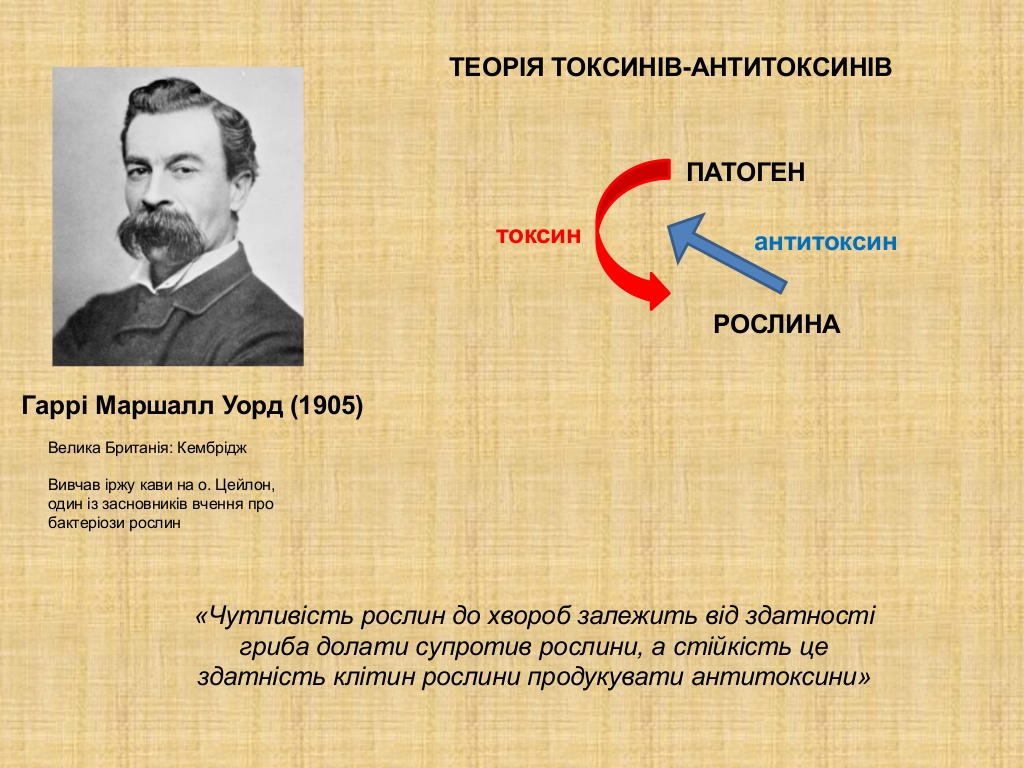 ТЕОРІЯ ТОКСИНІВ-АНТИТОКСИНІВ
ПАТОГЕН
токсин
антитоксин
РОСЛИНА
Гаррі Маршалл Уорд (1905)
Велика Британія: Кембрідж
Вивчав іржу кави на о. Цейлон,
один із засновників вчення про
бактеріози рослин
«Чутливість рослин до хвороб залежить від здатності
гриба долати супротив рослини, а стійкість це
здатність клітин рослини продукувати антитоксини»